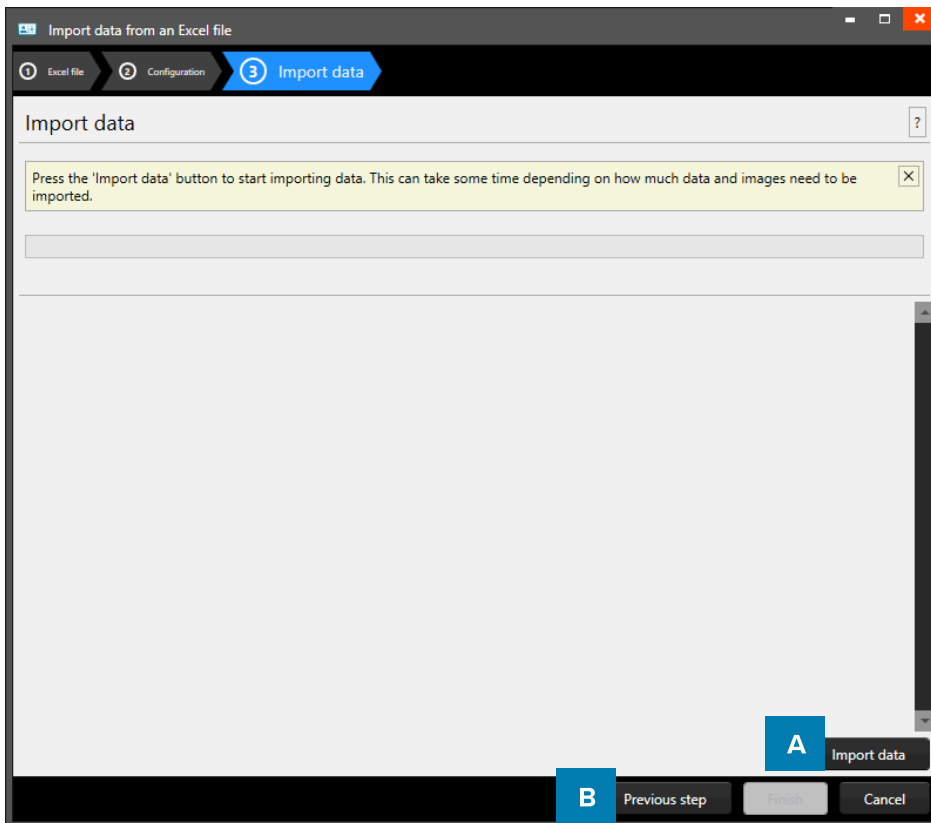 Import data from an Excel file
1 Excel file 2 Configuration 3 Import data
Import data
?
Press the 'Import data' button to start importing data. This can take some time depending on how much data and images need to be
imported.
A Import data
B Previous step Finish Cancel